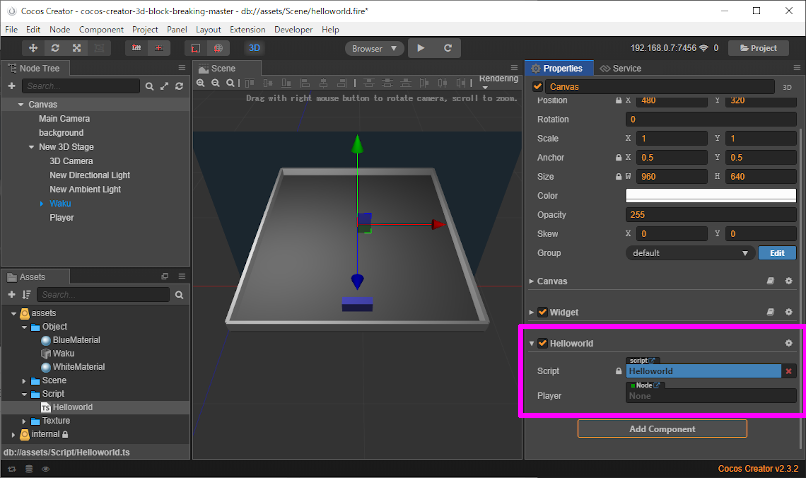 Cocos Creator - cocos-creator-3d-block-breaking-master - db://assets/Scene/helloworld.fire*
File Edit Node Component Project Panel Layout Extension Developer Help
3D
Browser
192.168.0.7:7456 0
Project
Node Tree
Search...
Canvas
Main Camera
background
New 3D Stage
3D Camera
New Directional Light
New Ambient Light
Waku
Player
Assets
Search...
assets
Object
BlueMaterial
Waku
WhiteMaterial
Scene
Script
TS Helloworld
Texture
internal
db://assets/Script/Helloworld.ts
Scene
Rendering
Drag with right mouse button to rotate camera, scroll to zoom.
Properties Service
Canvas 3D
Position X 480 Y 320
Rotation 0
Scale X 1 Y 1
Anchor X 0.5 Y 0.5
Size W 960 H 640
Color
Opacity 255
Skew X 0 Y 0
Group default Edit
Canvas
Widget
Helloworld
script
Script Helloworld
Node
Player None
Add Component
Cocos Creator v2.3.2